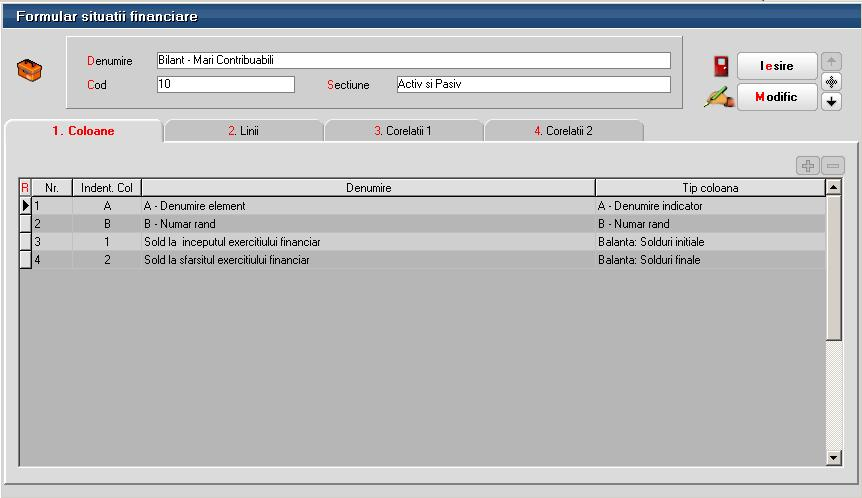 Formular situatii financiare
Denumire Bilant - Mari Contribuabili
Cod 10 Sectiune Activ si Pasiv
Iesire
Modific
1. Coloane 2. Linii 3. Corelatii 1 4. Corelatii 2
R Nr. Indent. Col Denumire Tip coloana
1 A A - Denumire element A - Denumire indicator
2 B B - Numar rand B - Numar rand
3 1 Sold la inceputul exercitiului financiar Balanta: Solduri initiale
4 2 Sold la sfarsitul exercitiului financiar Balanta: Solduri finale